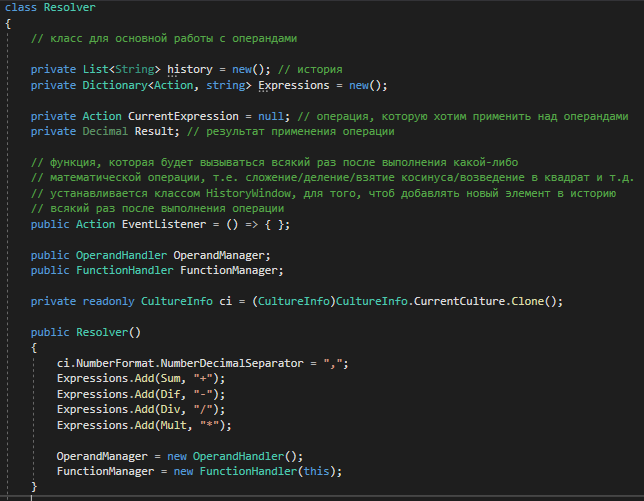 class Resolver
{
// класс для основной работы с операндами
private List<String> history = new(); // история
private Dictionary<Action, string> Expressions = new();
private Action CurrentExpression = null; // операция, которую хотим применить над операндами
private Decimal Result; // результат применения операции
// функция, которая будет вызываться всякий раз после выполнения какой-либо
// математической операции, т.е. сложение/деление/взятие косинуса/возведение в квадрат и т.д.
// устанавливается классом HistoryWindow, для того, чтоб добавлять новый элемент в историю
// всякий раз после выполнения операции
public Action EventListener = () => { };
public OperandHandler OperandManager;
public FunctionHandler FunctionManager;
private readonly CultureInfo ci = (CultureInfo)CultureInfo.CurrentCulture.Clone();
public Resolver()
{
ci.NumberFormat.NumberDecimalSeparator = ",";
Expressions.Add(Sum, "+");
Expressions.Add(Dif, "-");
Expressions.Add(Div, "/");
Expressions.Add(Mult, "*");
OperandManager = new OperandHandler();
FunctionManager = new FunctionHandler(this);
}